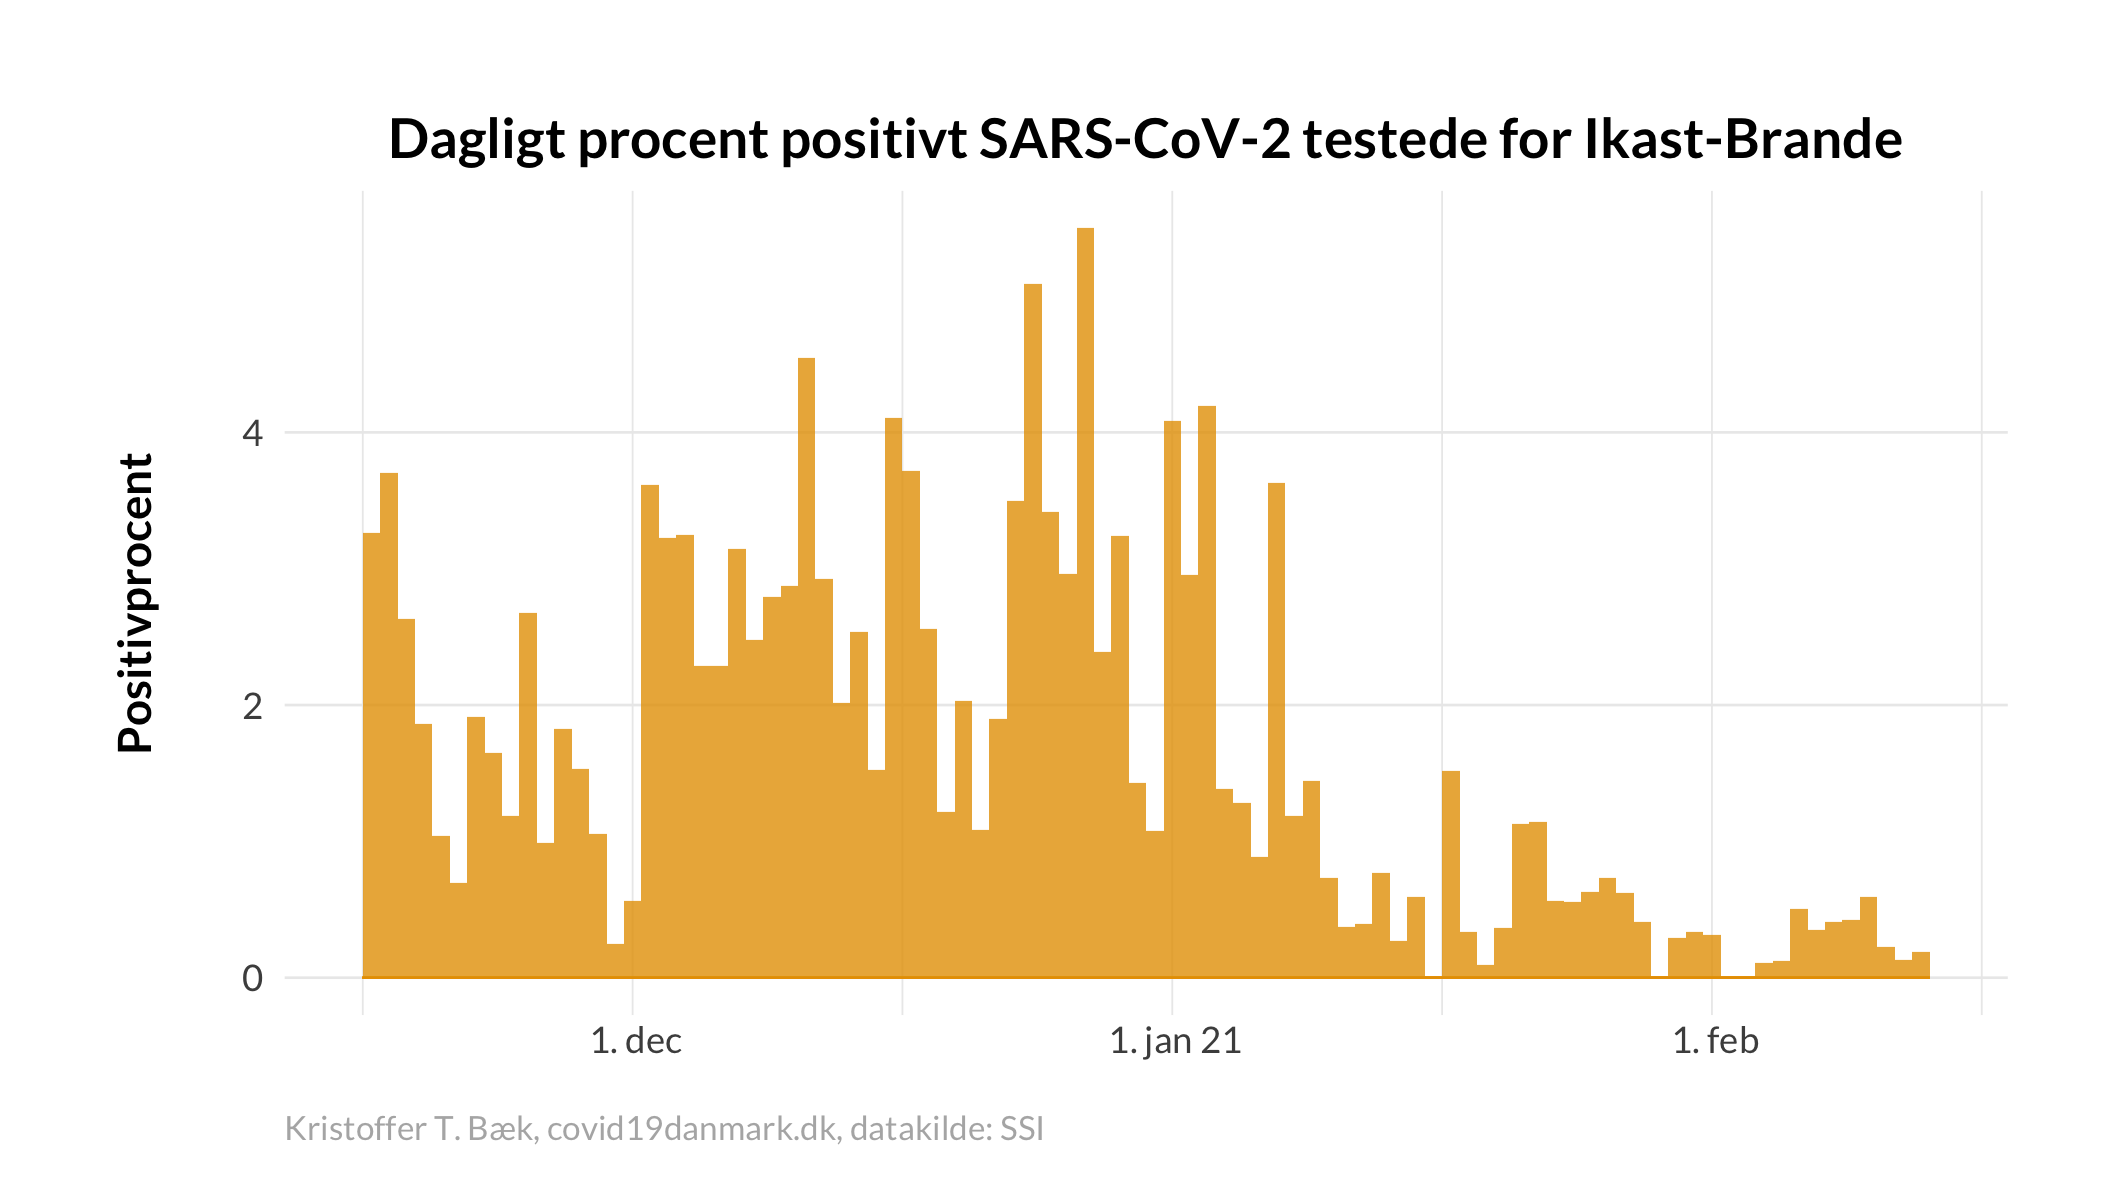 Dagligt procent positivt SARS-CoV-2 testede for Ikast-Brande
Positivprocent
4
2
0
1. dec
1. jan 21
1. feb
Kristoffer T. Bæk, covid19danmark.dk, datakilde: SSI